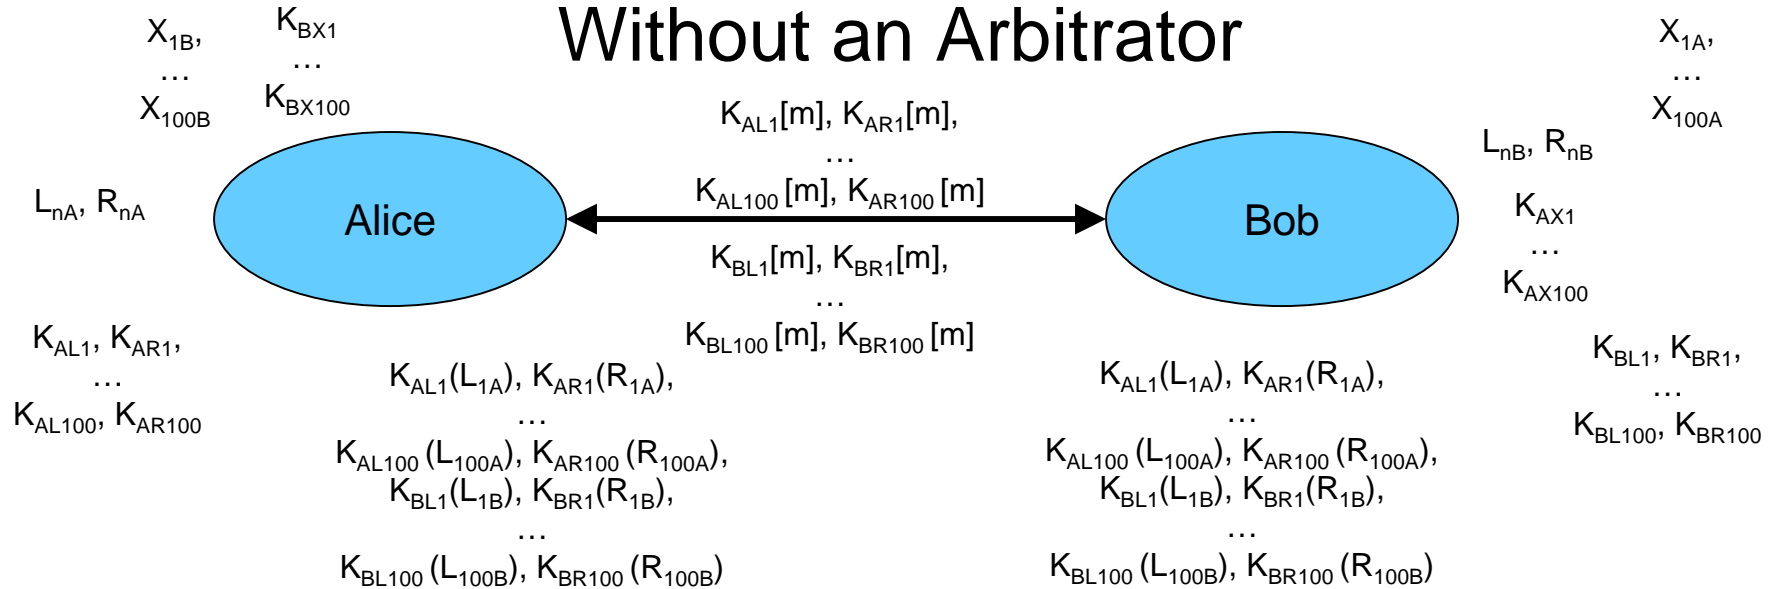 Without an Arbitrator
X1B,
…
X100B
KBX1
…
KBX100
X1A,
…
X100A
KAL1[m], KAR1[m],
…
KAL100 [m], KAR100 [m]
LnA, RnA
Alice
Bob
LnB, RnB
KAX1
…
KAX100
KBL1[m], KBR1[m],
…
KBL100 [m], KBR100 [m]
KAL1, KAR1,
…
KAL100, KAR100
KAL1(L1A), KAR1(R1A),
…
KAL100 (L100A), KAR100 (R100A),
KBL1(L1B), KBR1(R1B),
…
KBL100 (L100B), KBR100 (R100B)
KAL1(L1A), KAR1(R1A),
…
KAL100 (L100A), KAR100 (R100A),
KBL1(L1B), KBR1(R1B),
…
KBL100 (L100B), KBR100 (R100B)
KBL1, KBR1,
…
KBL100, KBR100